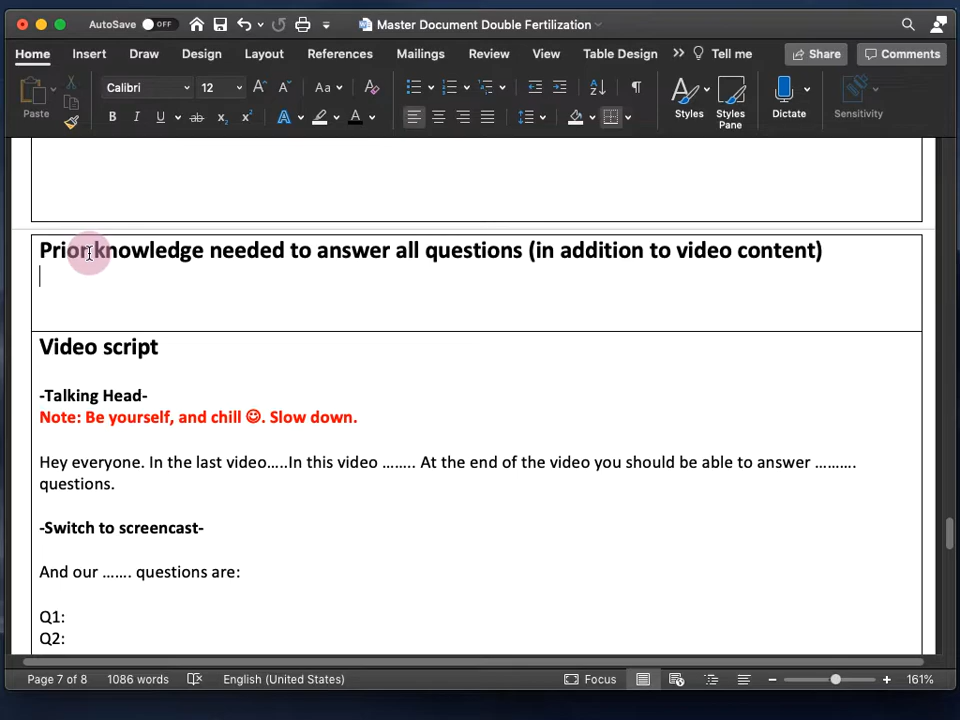 AutoSave OFF Master Document Double Fertilization
Home Insert Draw Design Layout References Mailings Review View Table Design Tell me Share Comments
Paste Calibri 12 Styles Styles Pane Dictate Sensitivity
Prior knowledge needed to answer all questions (in addition to video content)
Video script
-Talking Head-
Note: Be yourself, and chill ☺. Slow down.
Hey everyone. In the last video…..In this video …….. At the end of the video you should be able to answer ……….
questions.
-Switch to screencast-
And our ……. questions are:
Q1:
Q2:
Page 7 of 8 1086 words English (United States) Focus 161%